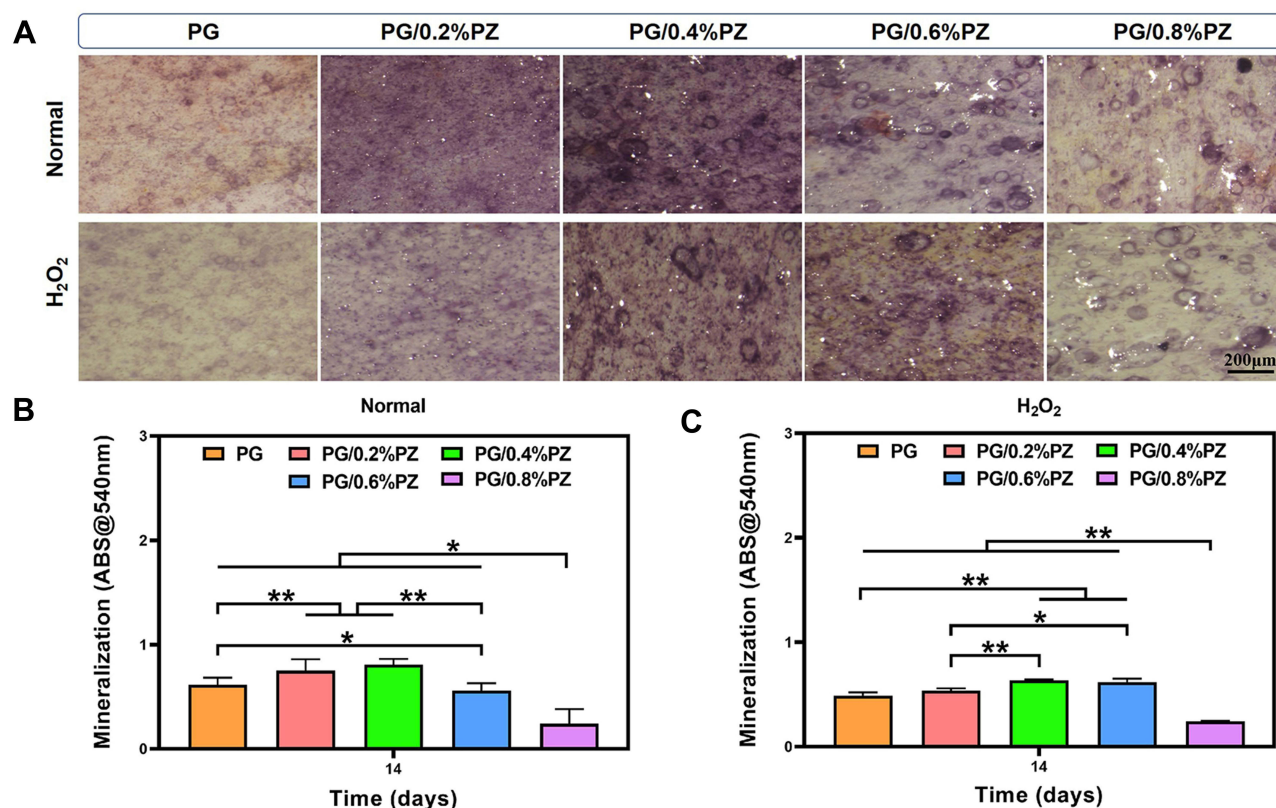 A
PG PG/0.2%PZ PG/0.4%PZ PG/0.6%PZ PG/0.8%PZ
Normal
H₂O₂
200μm
B
Normal
Mineralization (ABS@540nm)
3
2
1
0
PG PG/0.2%PZ PG/0.4%PZ
PG/0.6%PZ PG/0.8%PZ
*
** **
*
14
Time (days)
C
H₂O₂
Mineralization (ABS@540nm)
3
2
1
0
PG PG/0.2%PZ PG/0.4%PZ
PG/0.6%PZ PG/0.8%PZ
**
**
*
**
14
Time (days)